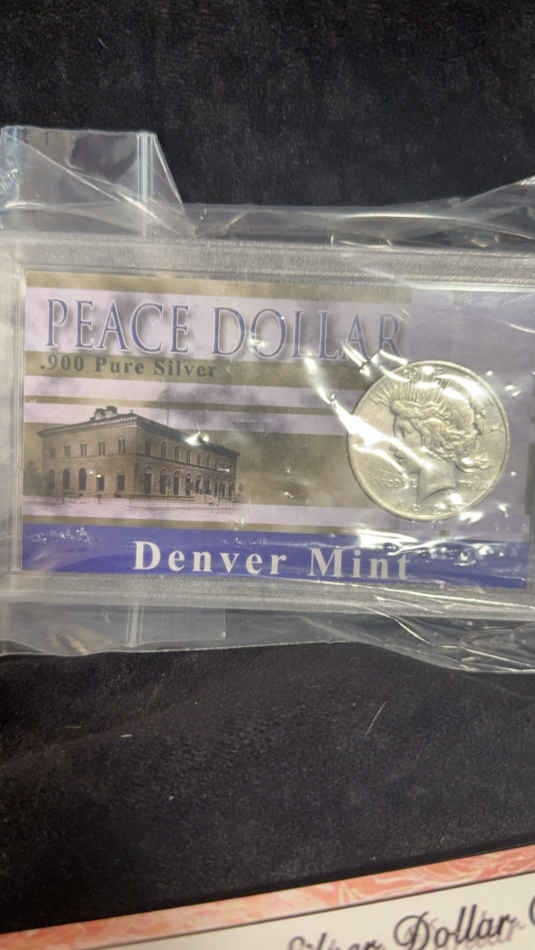 PEACE DOLLAR
.900 Pure Silver
Denver Mint
Silver Dollar